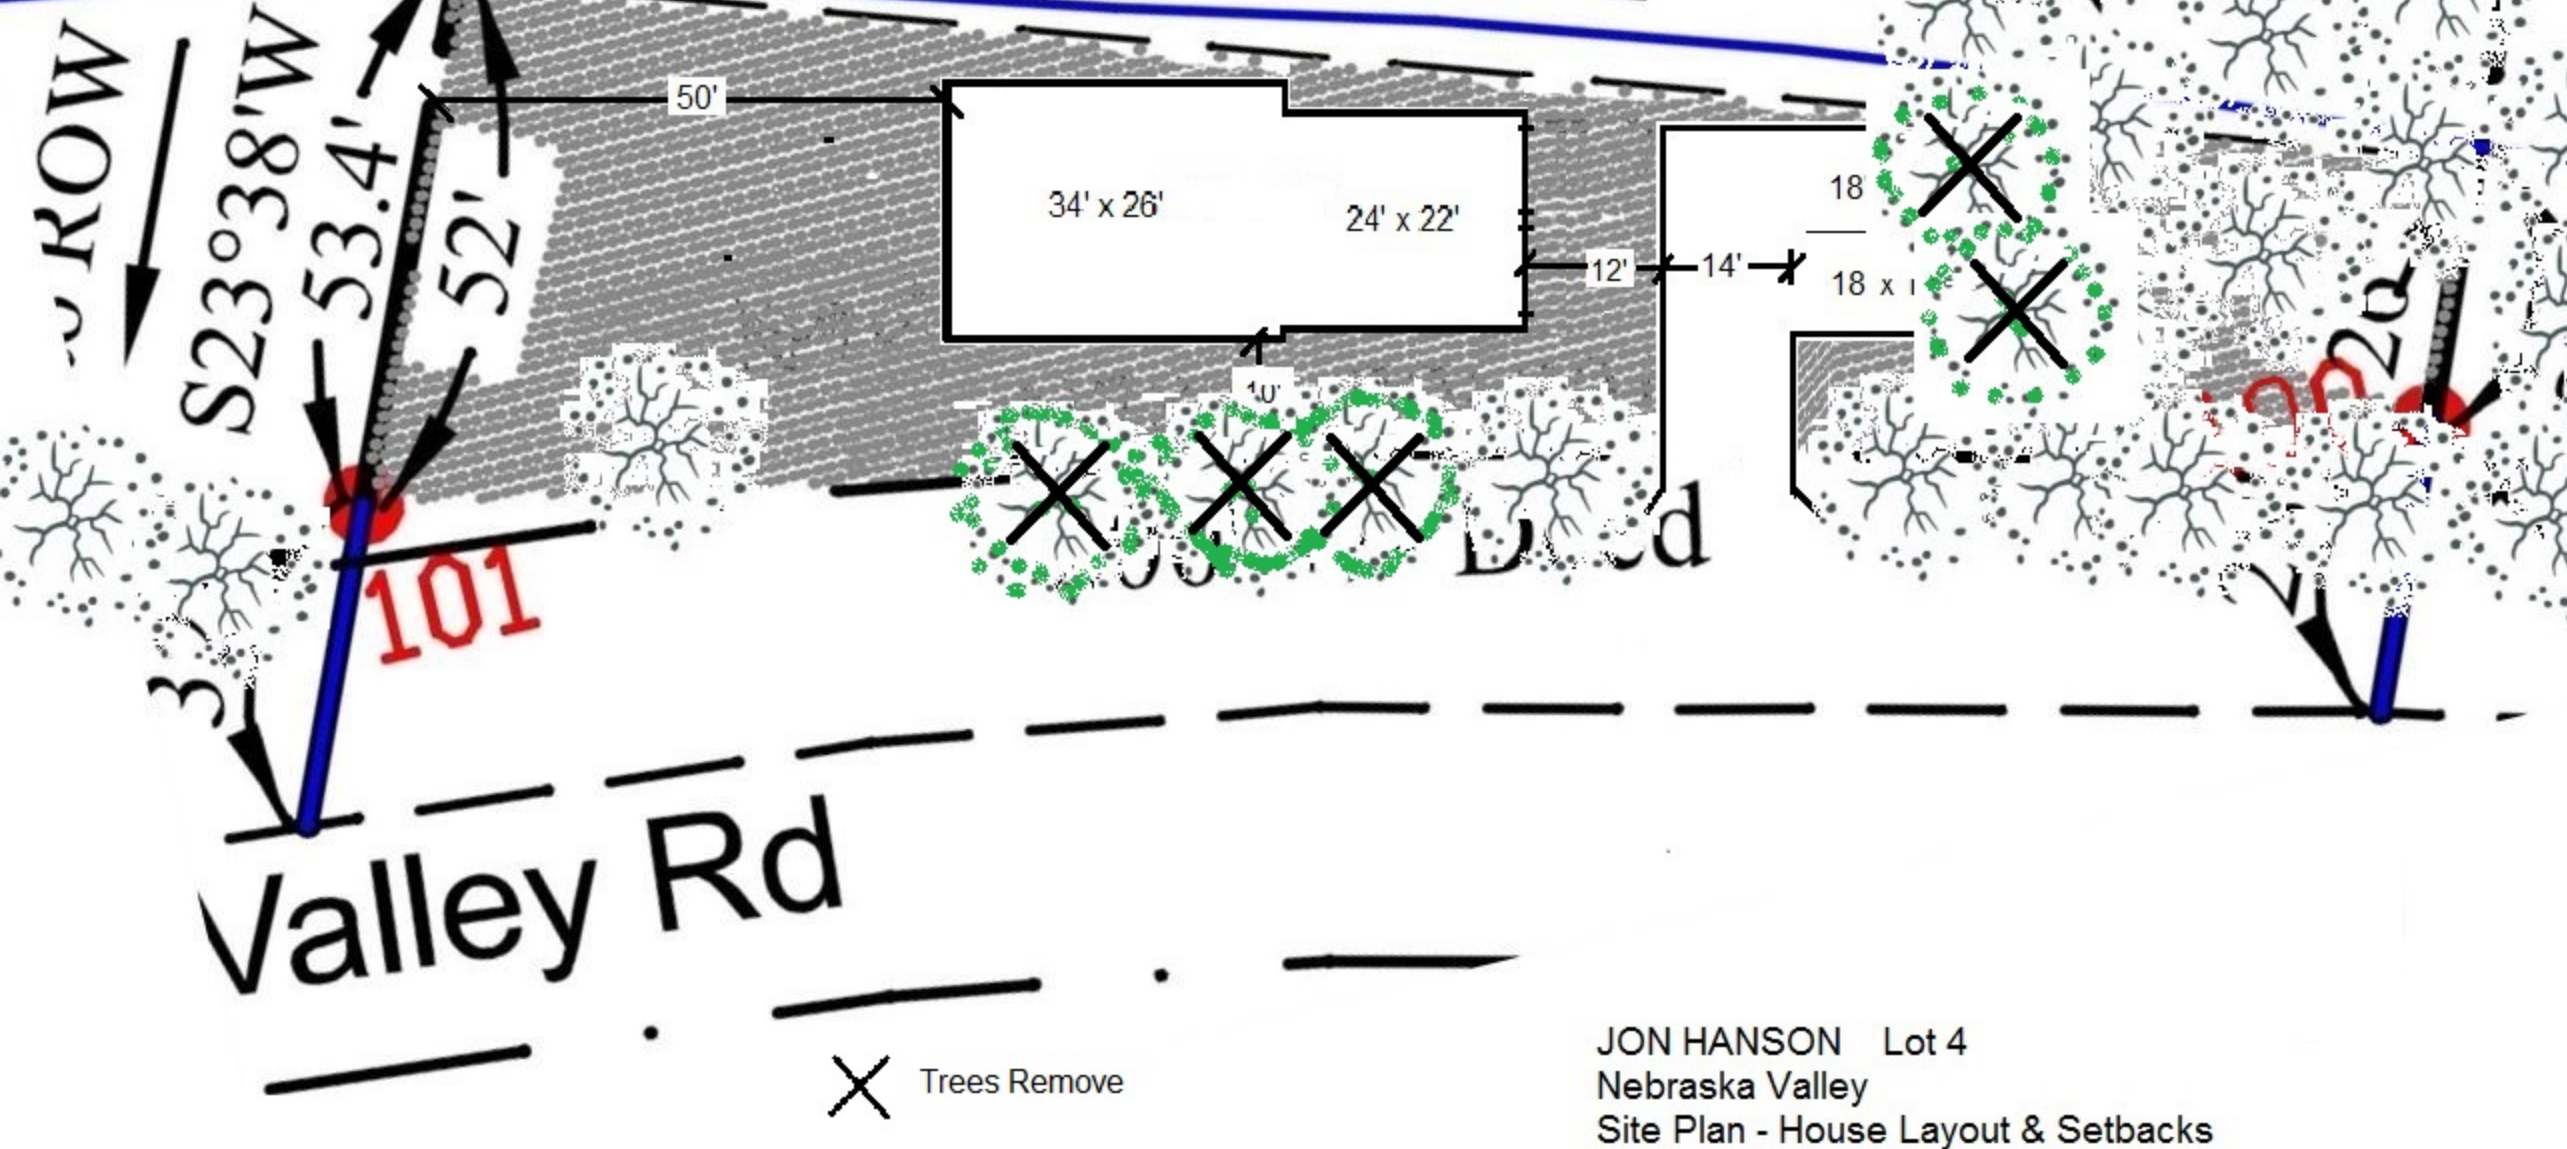 ROW
S23°38'W
53.4'
52'
50'
34' x 26'
24' x 22'
12'
14'
18'
18 x
10'
101
3
Valley Rd
Trees Remove
JON HANSON Lot 4
Nebraska Valley
Site Plan - House Layout & Setbacks